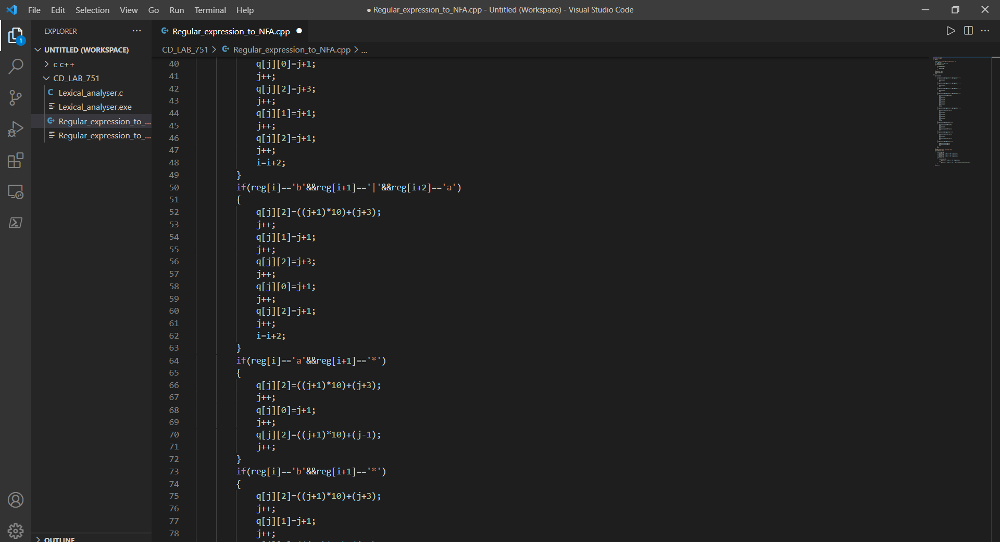 File Edit Selection View Go Run Terminal Help
● Regular_expression_to_NFA.cpp - Untitled (Workspace) - Visual Studio Code
EXPLORER
1
UNTITLED (WORKSPACE)
c c++
CD_LAB_751
Lexical_analyser.c
Lexical_analyser.exe
Regular_expression_to_...
Regular_expression_to_...
OUTLINE
Regular_expression_to_NFA.cpp
CD_LAB_751 > Regular_expression_to_NFA.cpp > ...
40 q[j][0]=j+1;
41 j++;
42 q[j][2]=j+3;
43 j++;
44 q[j][1]=j+1;
45 j++;
46 q[j][2]=j+1;
47 j++;
48 i=i+2;
49 }
50 if(reg[i]=='b'&&reg[i+1]=='|'&&reg[i+2]=='a')
51 {
52 q[j][2]=((j+1)*10)+(j+3);
53 j++;
54 q[j][1]=j+1;
55 j++;
56 q[j][2]=j+3;
57 j++;
58 q[j][0]=j+1;
59 j++;
60 q[j][2]=j+1;
61 j++;
62 i=i+2;
63 }
64 if(reg[i]=='a'&&reg[i+1]=='*')
65 {
66 q[j][2]=((j+1)*10)+(j+3);
67 j++;
68 q[j][0]=j+1;
69 j++;
70 q[j][2]=((j+1)*10)+(j-1);
71 j++;
72 }
73 if(reg[i]=='b'&&reg[i+1]=='*')
74 {
75 q[j][2]=((j+1)*10)+(j+3);
76 j++;
77 q[j][1]=j+1;
78 j++;